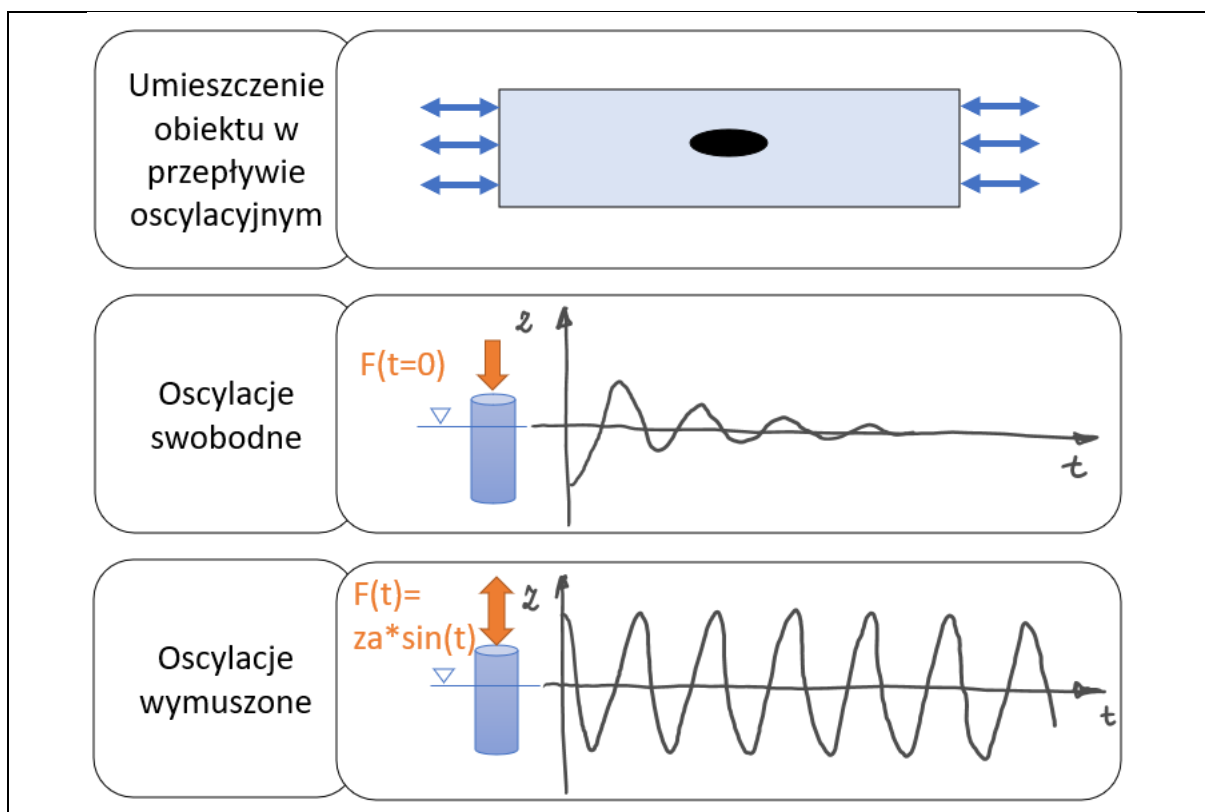 Umieszczenie
obiektu w
przepływie
oscylacyjnym
Oscylacje
swobodne
F(t=0)
z
t
Oscylacje
wymuszone
F(t)=
za*sin(t)
z
t